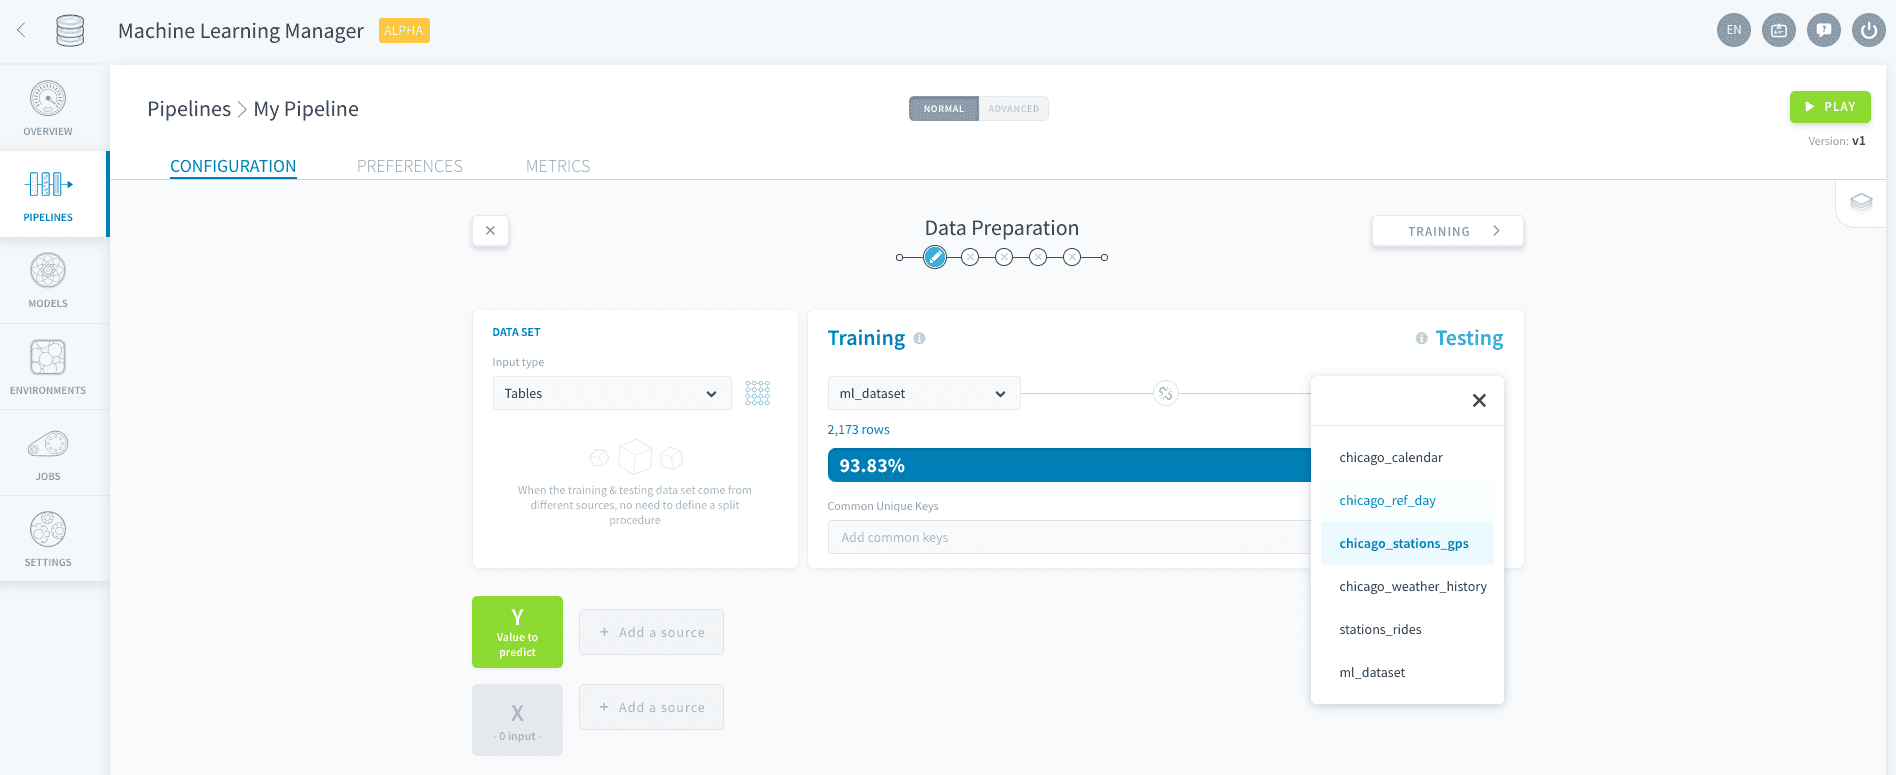 Machine Learning Manager
ALPHA
EN
OVERVIEW
PIPELINES
MODELS
ENVIRONMENTS
JOBS
SETTINGS
Pipelines > My Pipeline
NORMAL ADVANCED
PLAY
Version: v1
CONFIGURATION PREFERENCES METRICS
Data Preparation
TRAINING
DATA SET
Input type
Tables
When the training & testing data set come from
different sources, no need to define a split
procedure
Training
Testing
ml_dataset
2,173 rows
93.83%
Common Unique Keys
Add common keys
chicago_calendar
chicago_ref_day
chicago_stations_gps
chicago_weather_history
stations_rides
ml_dataset
Y
Value to
predict
+ Add a source
X
- 0 input -
+ Add a source